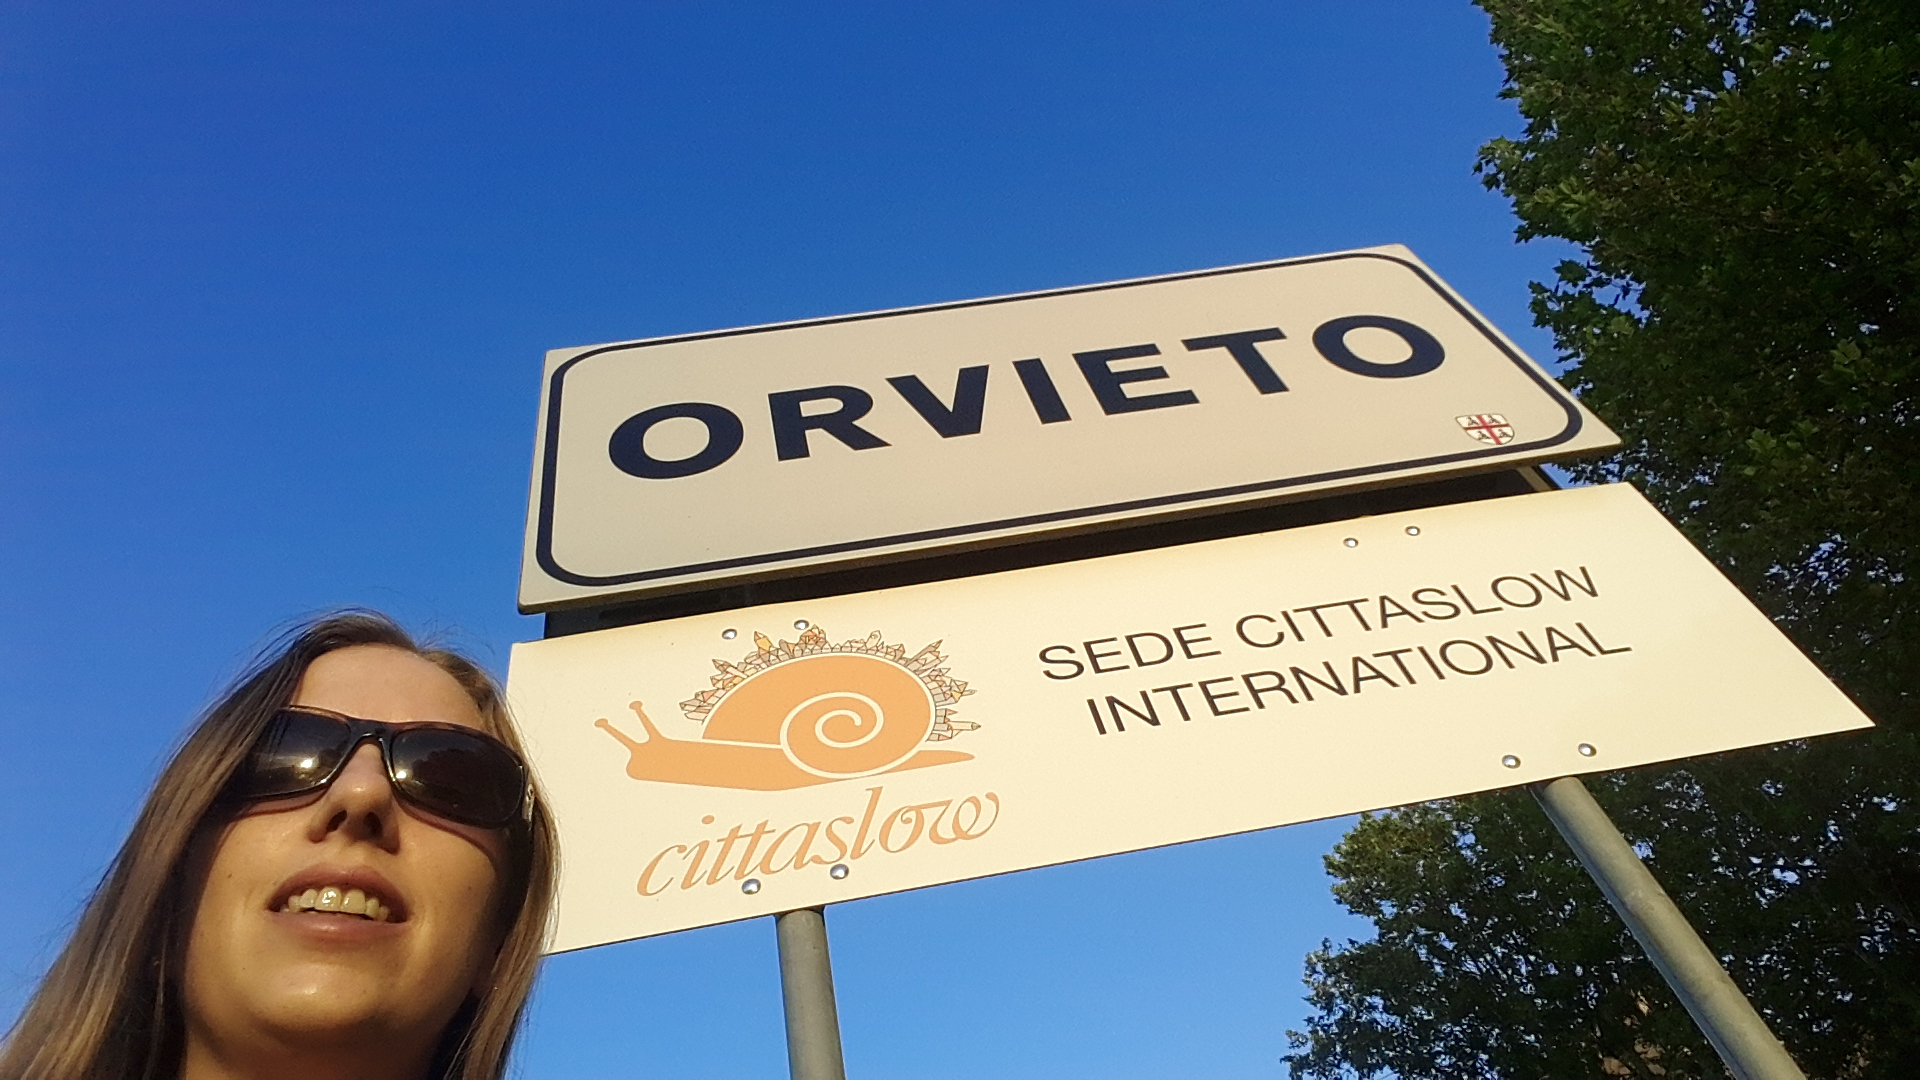 ORVIETO
SEDE CITTASLOW
INTERNATIONAL
cittaslow